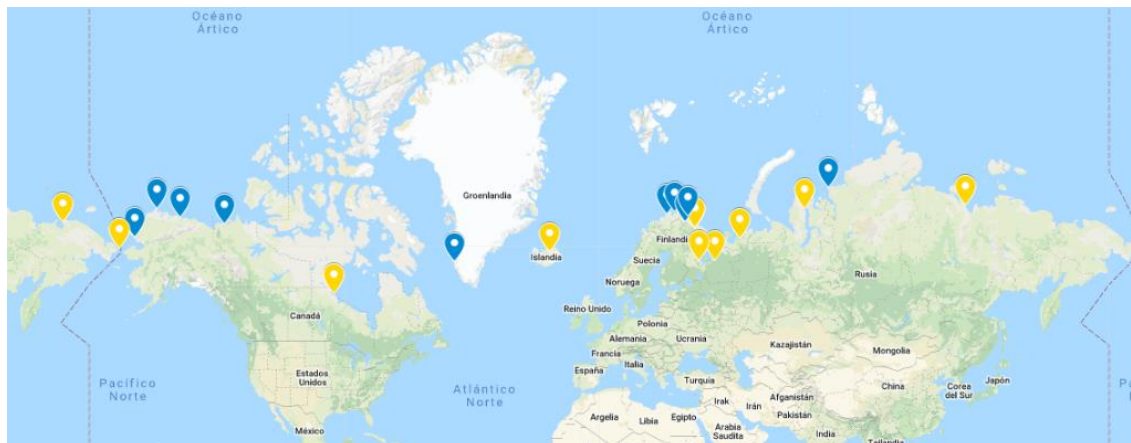 Océano
Ártico
Océano
Ártico
Groenlandia
Islandia
Finlandi
Suecia
Noruega
Rusia
Canadá
Reino Unido
Polonia
Alemania
Ucrania
Kazajistán
Francia
Mongolia
Italia
España
Estados
Unidos
Pacífico
Norte
Atlántico
Norte
Turquía
China
Corea
del Sur
Japón
Irak
Irán
Afganistán
Pakistán
Argelia
Libia
Egipto
Arabia
Saudita
México
India